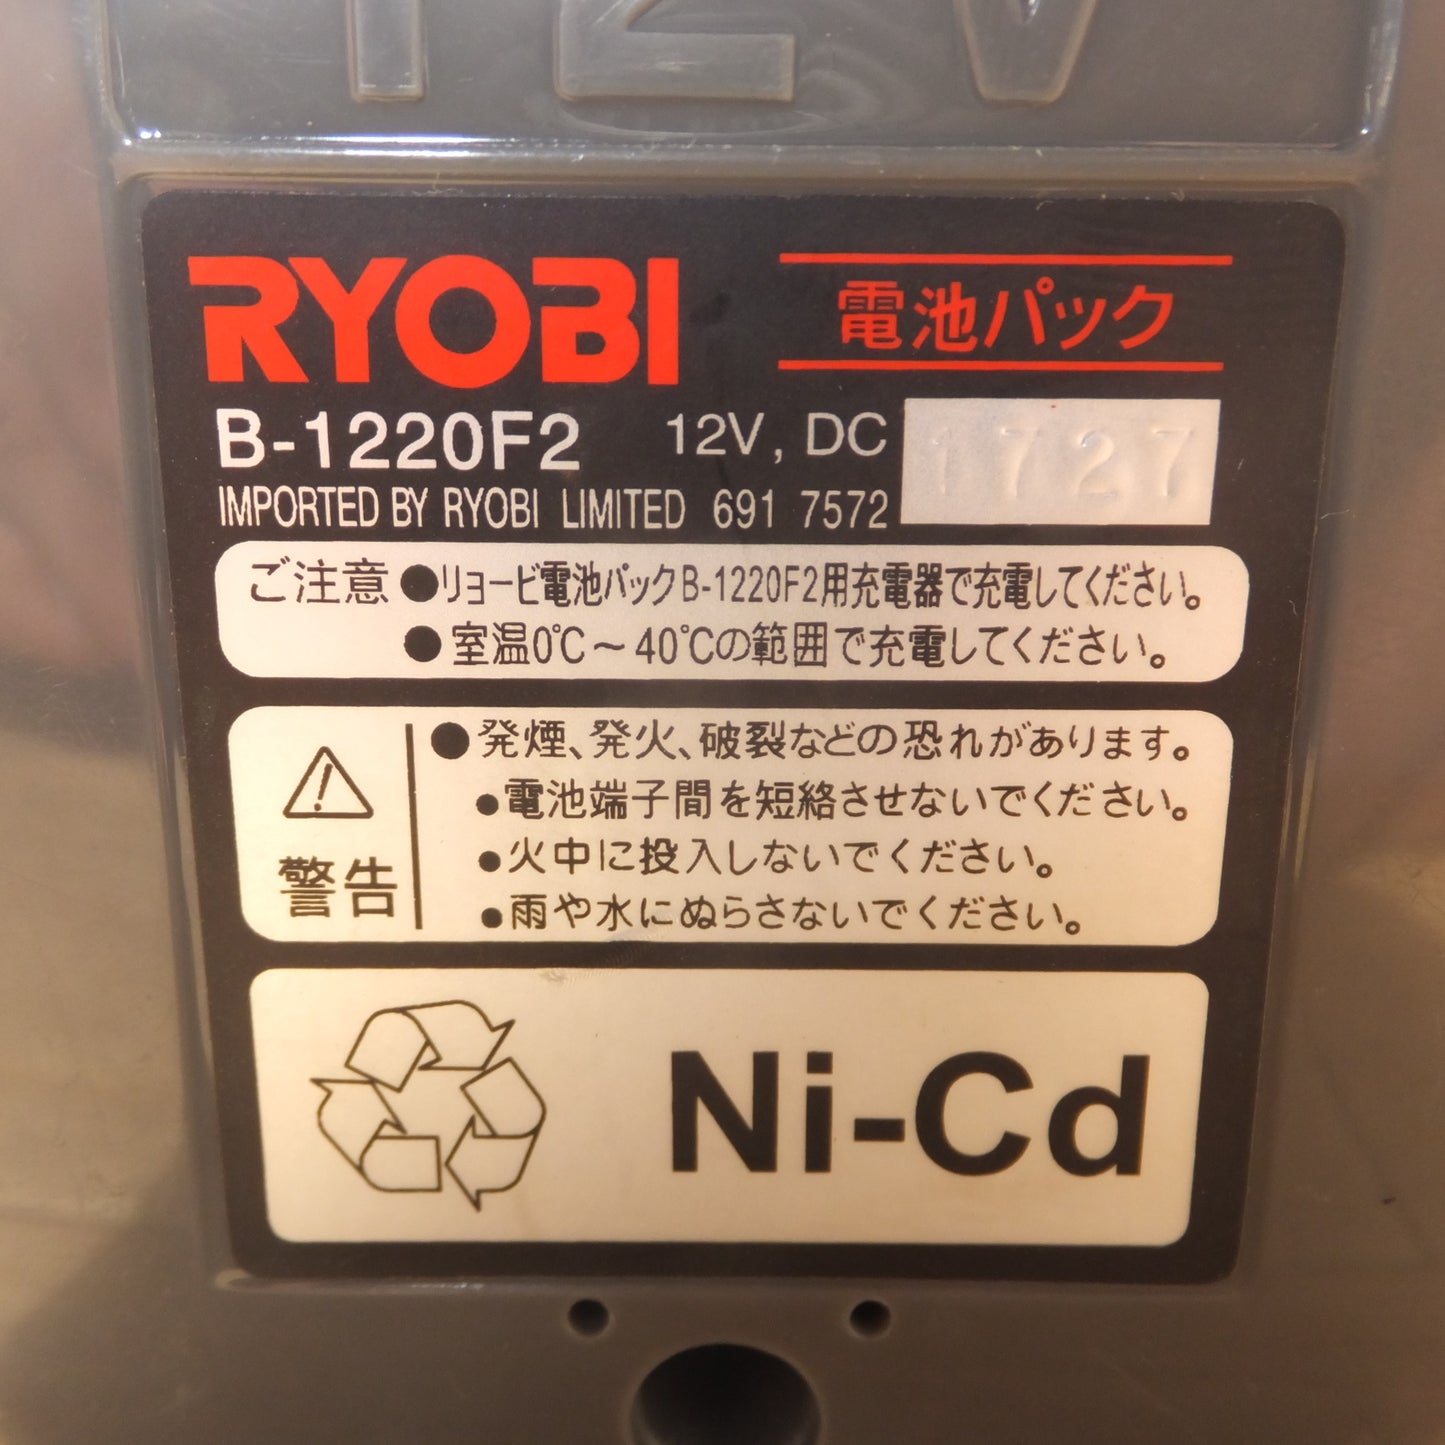 12V
RYOBI 電池パック
B-1220F2 12V, DC 1727
IMPORTED BY RYOBI LIMITED 691 7572
ご注意 ●リョービ電池パックB-1220F2用充電器で充電してください。
●室温0℃～40℃の範囲で充電してください。
●発煙、発火、破裂などの恐れがあります。
●電池端子間を短絡させないでください。
警告
●火中に投入しないでください。
●雨や水にぬらさないでください。
Ni-Cd